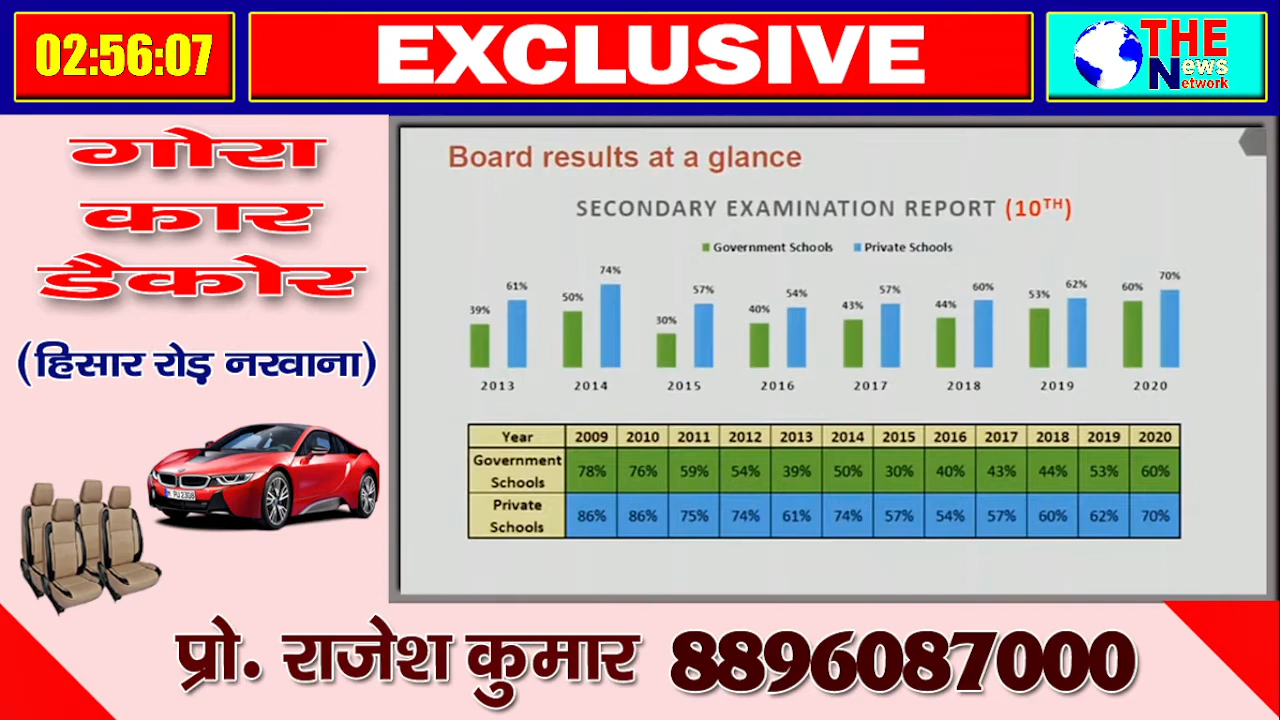 02:56:07
EXCLUSIVE
THE
News
Network
गोरा
कार
डैकोर
(हिसार रोड़ नरवाना)
Board results at a glance
SECONDARY EXAMINATION REPORT (10TH)
Government Schools Private Schools
39% 61% 50% 74% 30% 57% 40% 54% 43% 57% 44% 60% 53% 62% 60% 70%
2013 2014 2015 2016 2017 2018 2019 2020
Year 2009 2010 2011 2012 2013 2014 2015 2016 2017 2018 2019 2020
Government Schools 78% 76% 59% 54% 39% 50% 30% 40% 43% 44% 53% 60%
Private Schools 86% 86% 75% 74% 61% 74% 57% 54% 57% 60% 62% 70%
प्रो. राजेश कुमार 8896087000